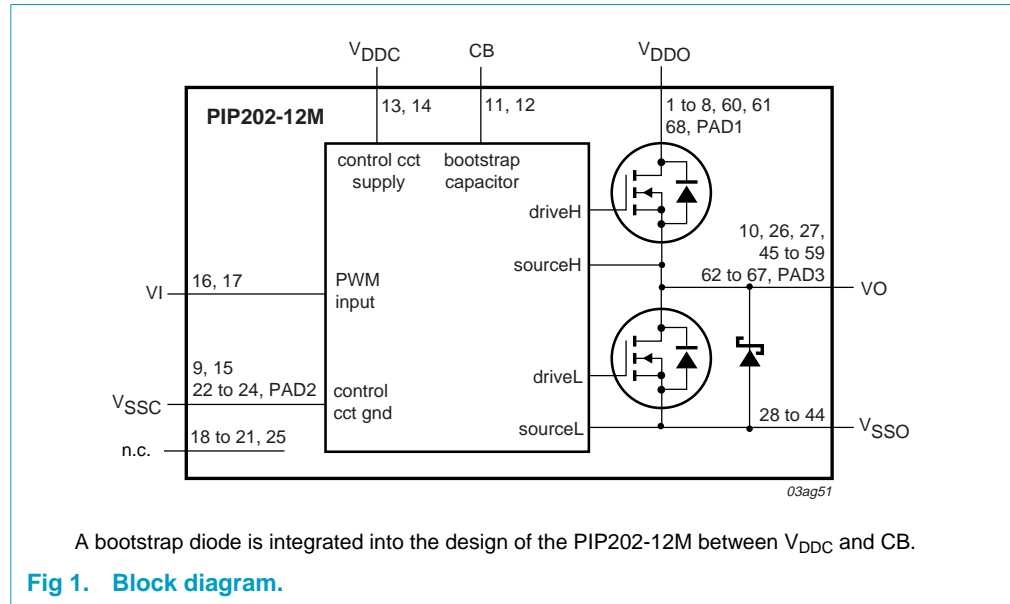 VDDC
CB
VDDO
PIP202-12M
13, 14
11, 12
1 to 8, 60, 61
68, PAD1
control cct
supply
bootstrap
capacitor
driveH
10, 26, 27,
45 to 59
62 to 67, PAD3
sourceH
VI
16, 17
PWM
input
VO
9, 15
22 to 24, PAD2
VSSC
control
cct gnd
driveL
sourceL
28 to 44
VSSO
n.c.
18 to 21, 25
03ag51
A bootstrap diode is integrated into the design of the PIP202-12M between VDDC and CB.
Fig 1. Block diagram.